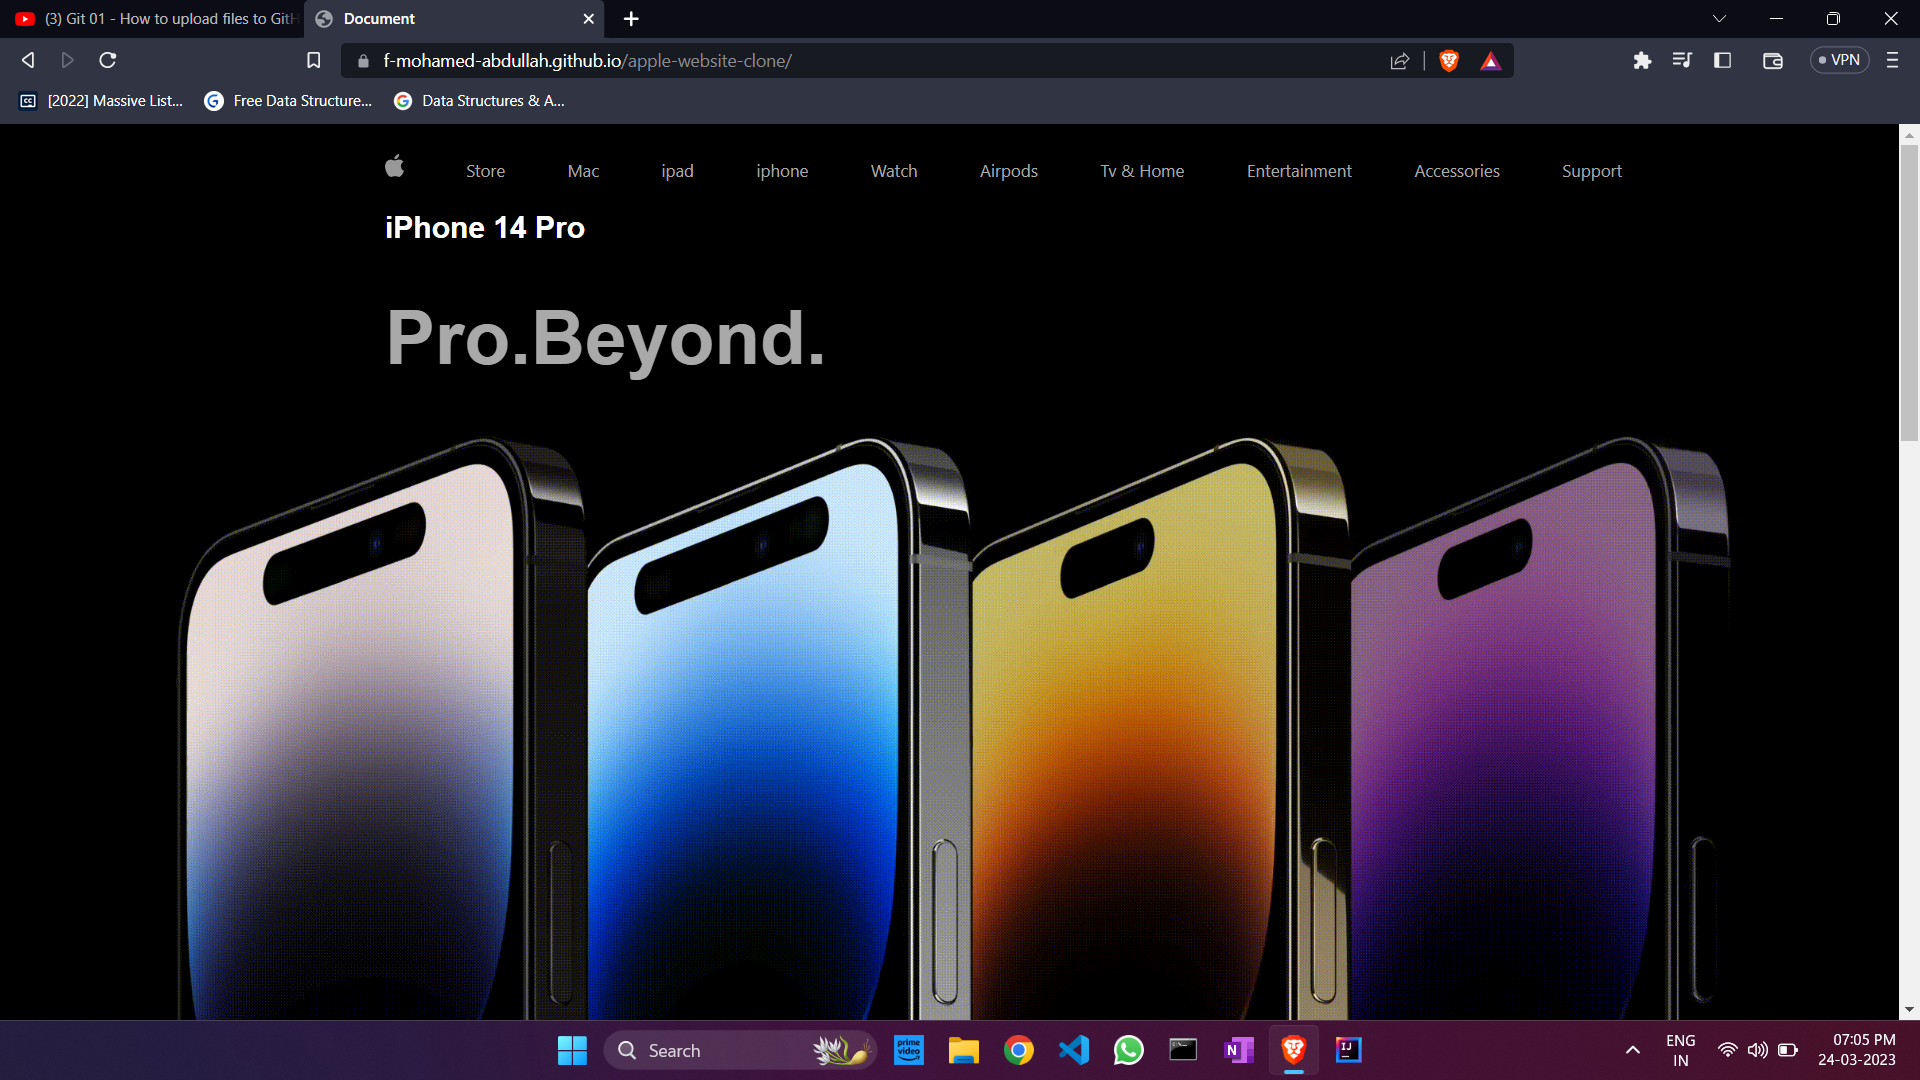 (3) Git 01 - How to upload files to GitH
Document
f-mohamed-abdullah.github.io/apple-website-clone/
VPN
[2022] Massive List...
Free Data Structure...
Data Structures & A...
Store Mac ipad iphone Watch Airpods Tv & Home Entertainment Accessories Support
iPhone 14 Pro
Pro.Beyond.
Search
prime video
N
IJ
ENG
IN
07:05 PM
24-03-2023